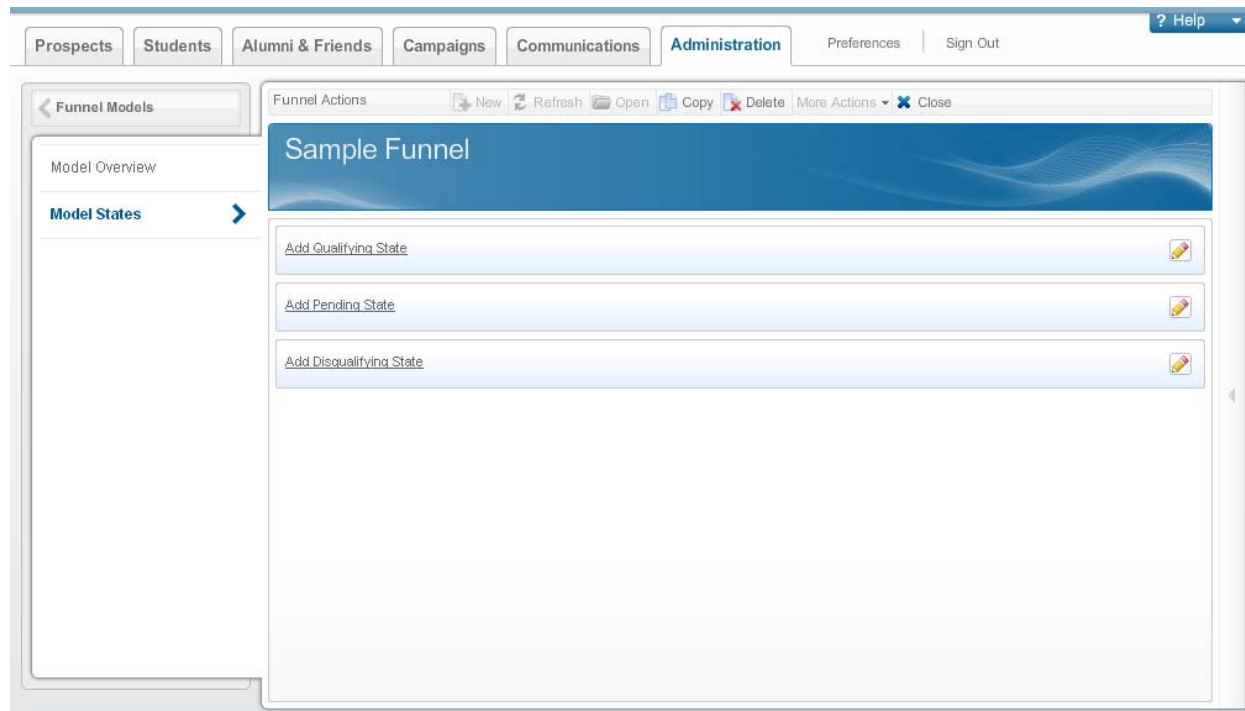 ? Help
Prospects Students Alumni & Friends Campaigns Communications Administration Preferences Sign Out
Funnel Models
Funnel Actions New Refresh Open Copy Delete More Actions Close
Sample Funnel
Model Overview
Model States
Add Qualifying State
Add Pending State
Add Disqualifying State